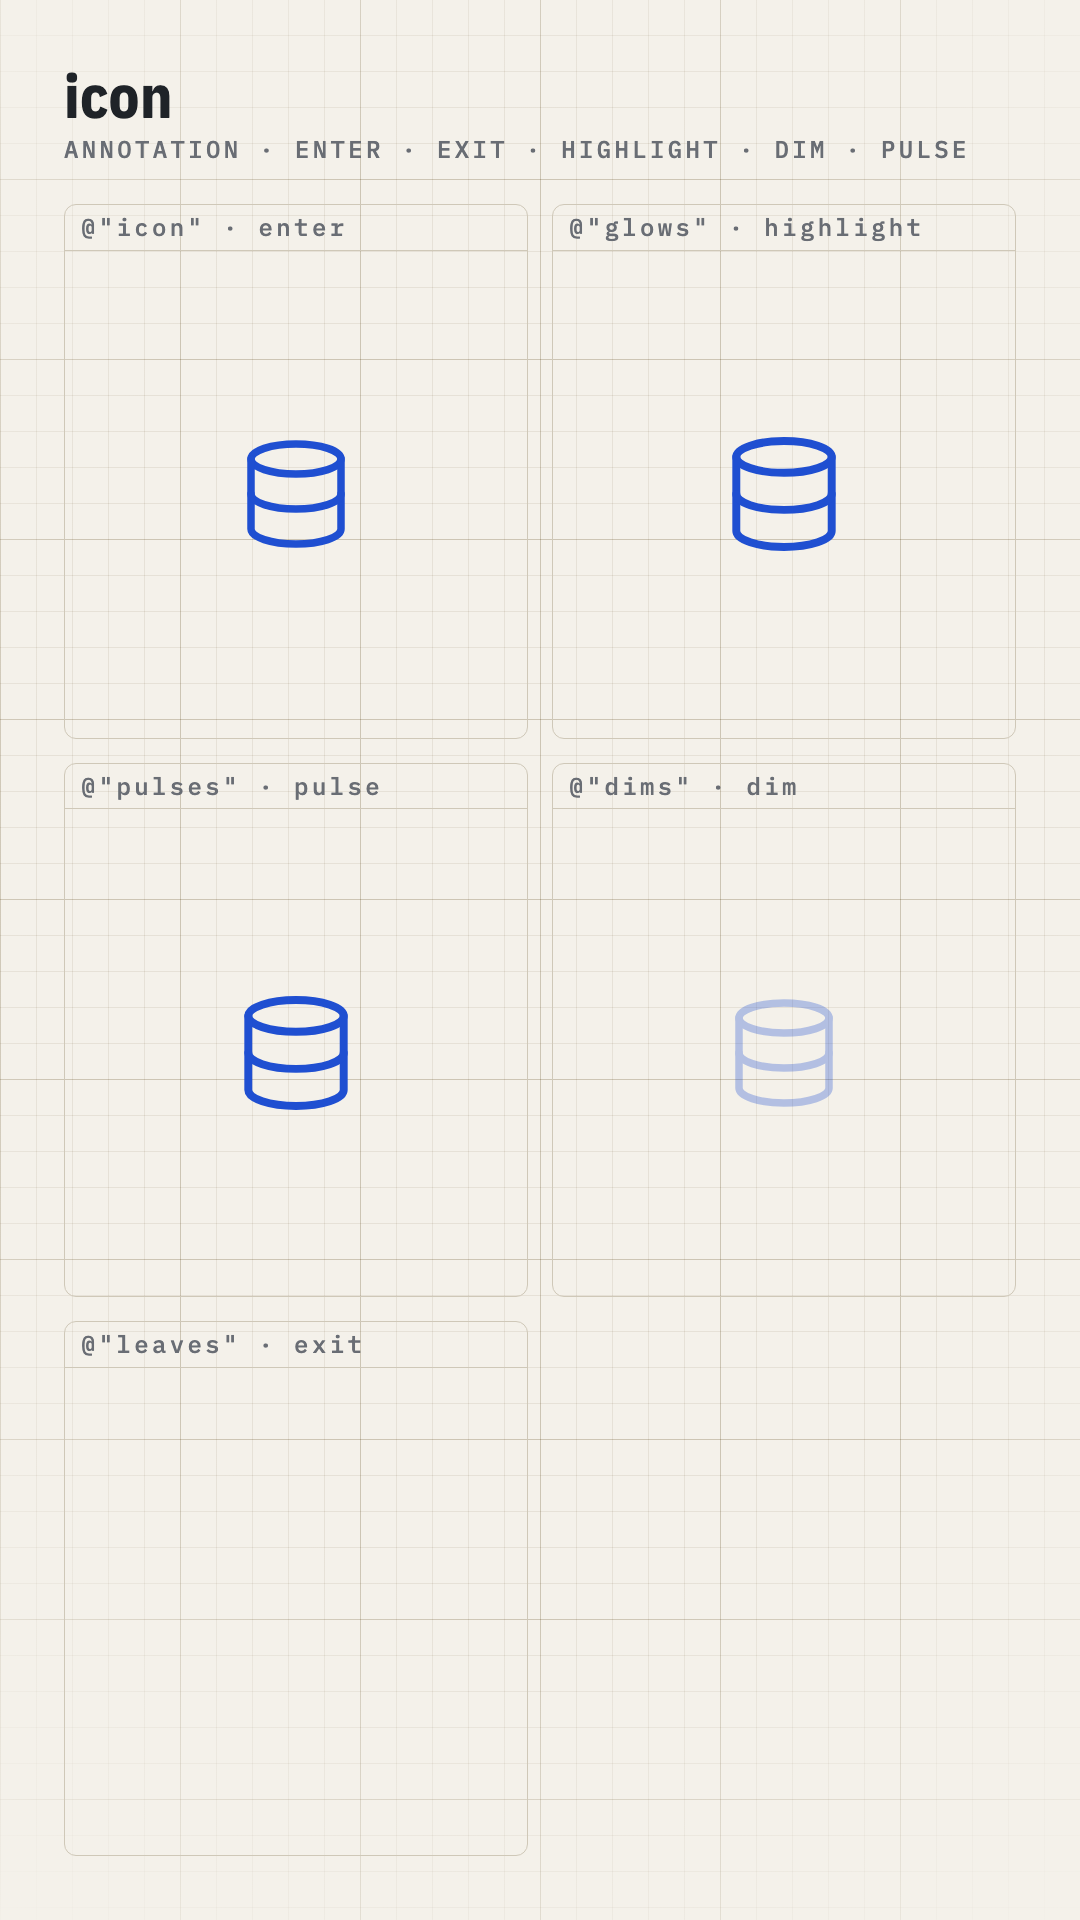 icon
ANNOTATION · ENTER · EXIT · HIGHLIGHT · DIM · PULSE
@"icon" · enter
@"glows" · highlight
@"pulses" · pulse
@"dims" · dim
@"leaves" · exit